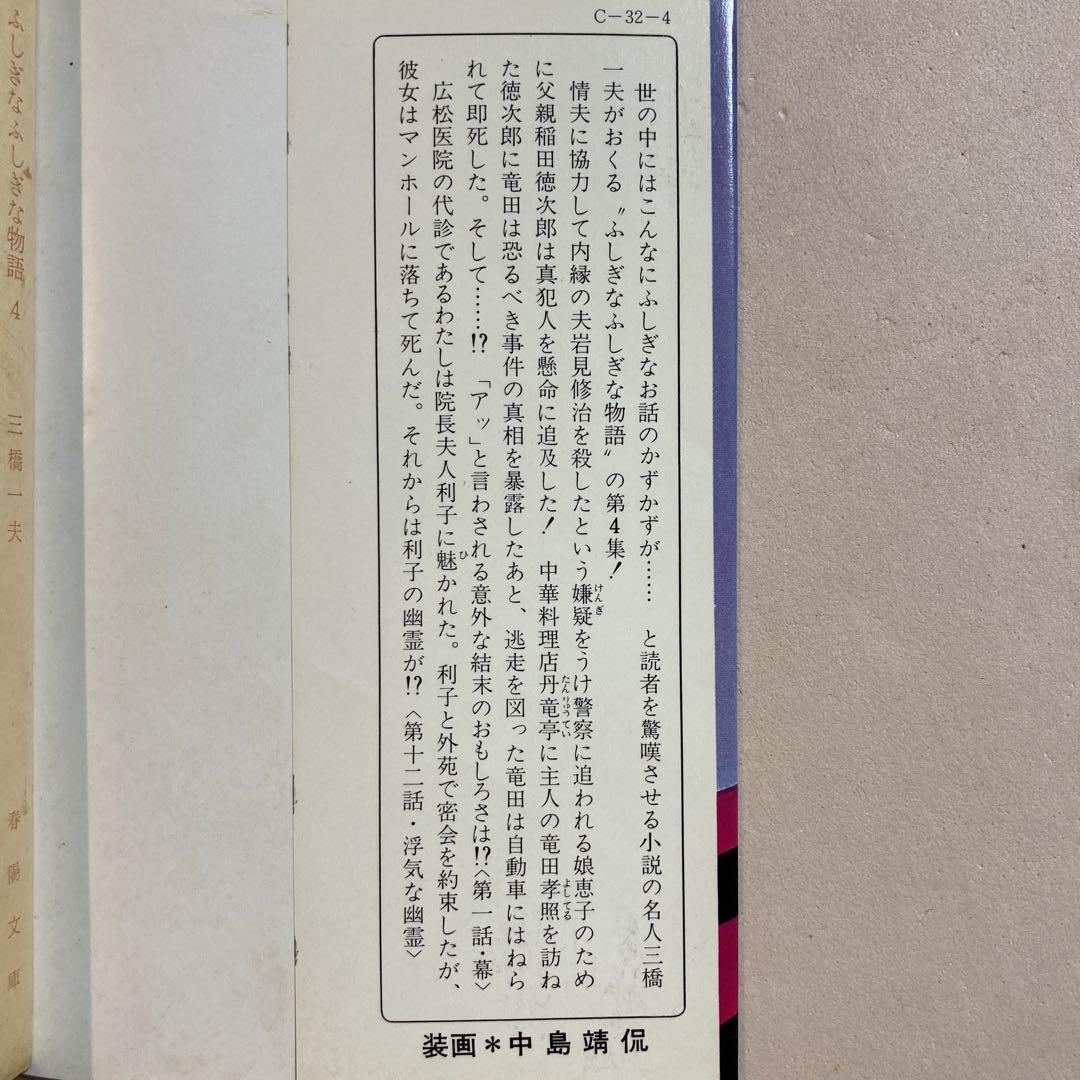 C-32-4
世の中にはこんなにふしぎなお話のかずかずが…… と読者を驚嘆させる小説の名人三橋
一夫がおくる〝ふしぎなふしぎな物語〟の第4集！
情夫に協力して内縁の夫岩見修治を殺したという嫌疑をうけ警察に追われる娘恵子のため
けんぎ
に父親稲田徳次郎は真犯人を懸命に追及した！ 中華料理店丹竜亭に主人の竜田孝照を訪ね
たんりゅうてい
よしてる
た徳次郎に竜田は恐るべき事件の真相を暴露したあと、逃走を図った竜田は自動車にはねら
れて即死した。そして……!? 「アッ」と言わされる意外な結末のおもしろさは!?〈第一話・幕〉
広松医院の代診であるわたしは院長夫人利子に魅かれた。利子と外苑で密会を約束したが、
ひ
彼女はマンホールに落ちて死んだ。それからは利子の幽霊が!?〈第十二話・浮気な幽霊〉
装画＊中島靖侃
ふしぎなふしぎな物語 4 三橋一夫 春陽文庫